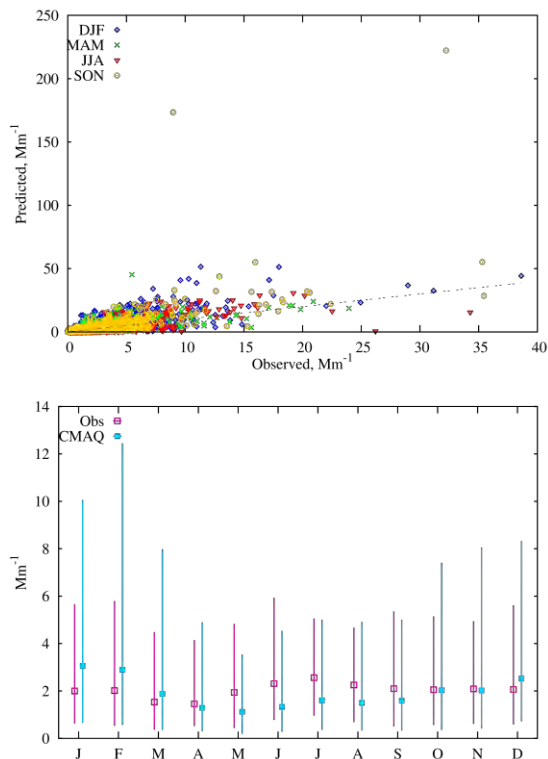 250
200
150
100
50
0
Predicted, Mm-1
DJF
MAM
JJA
SON
0 5 10 15 20 25 30 35 40
Observed, Mm-1
14
12
10
8
6
4
2
0
Mm-1
Obs
CMAQ
J F M A M J J A S O N D